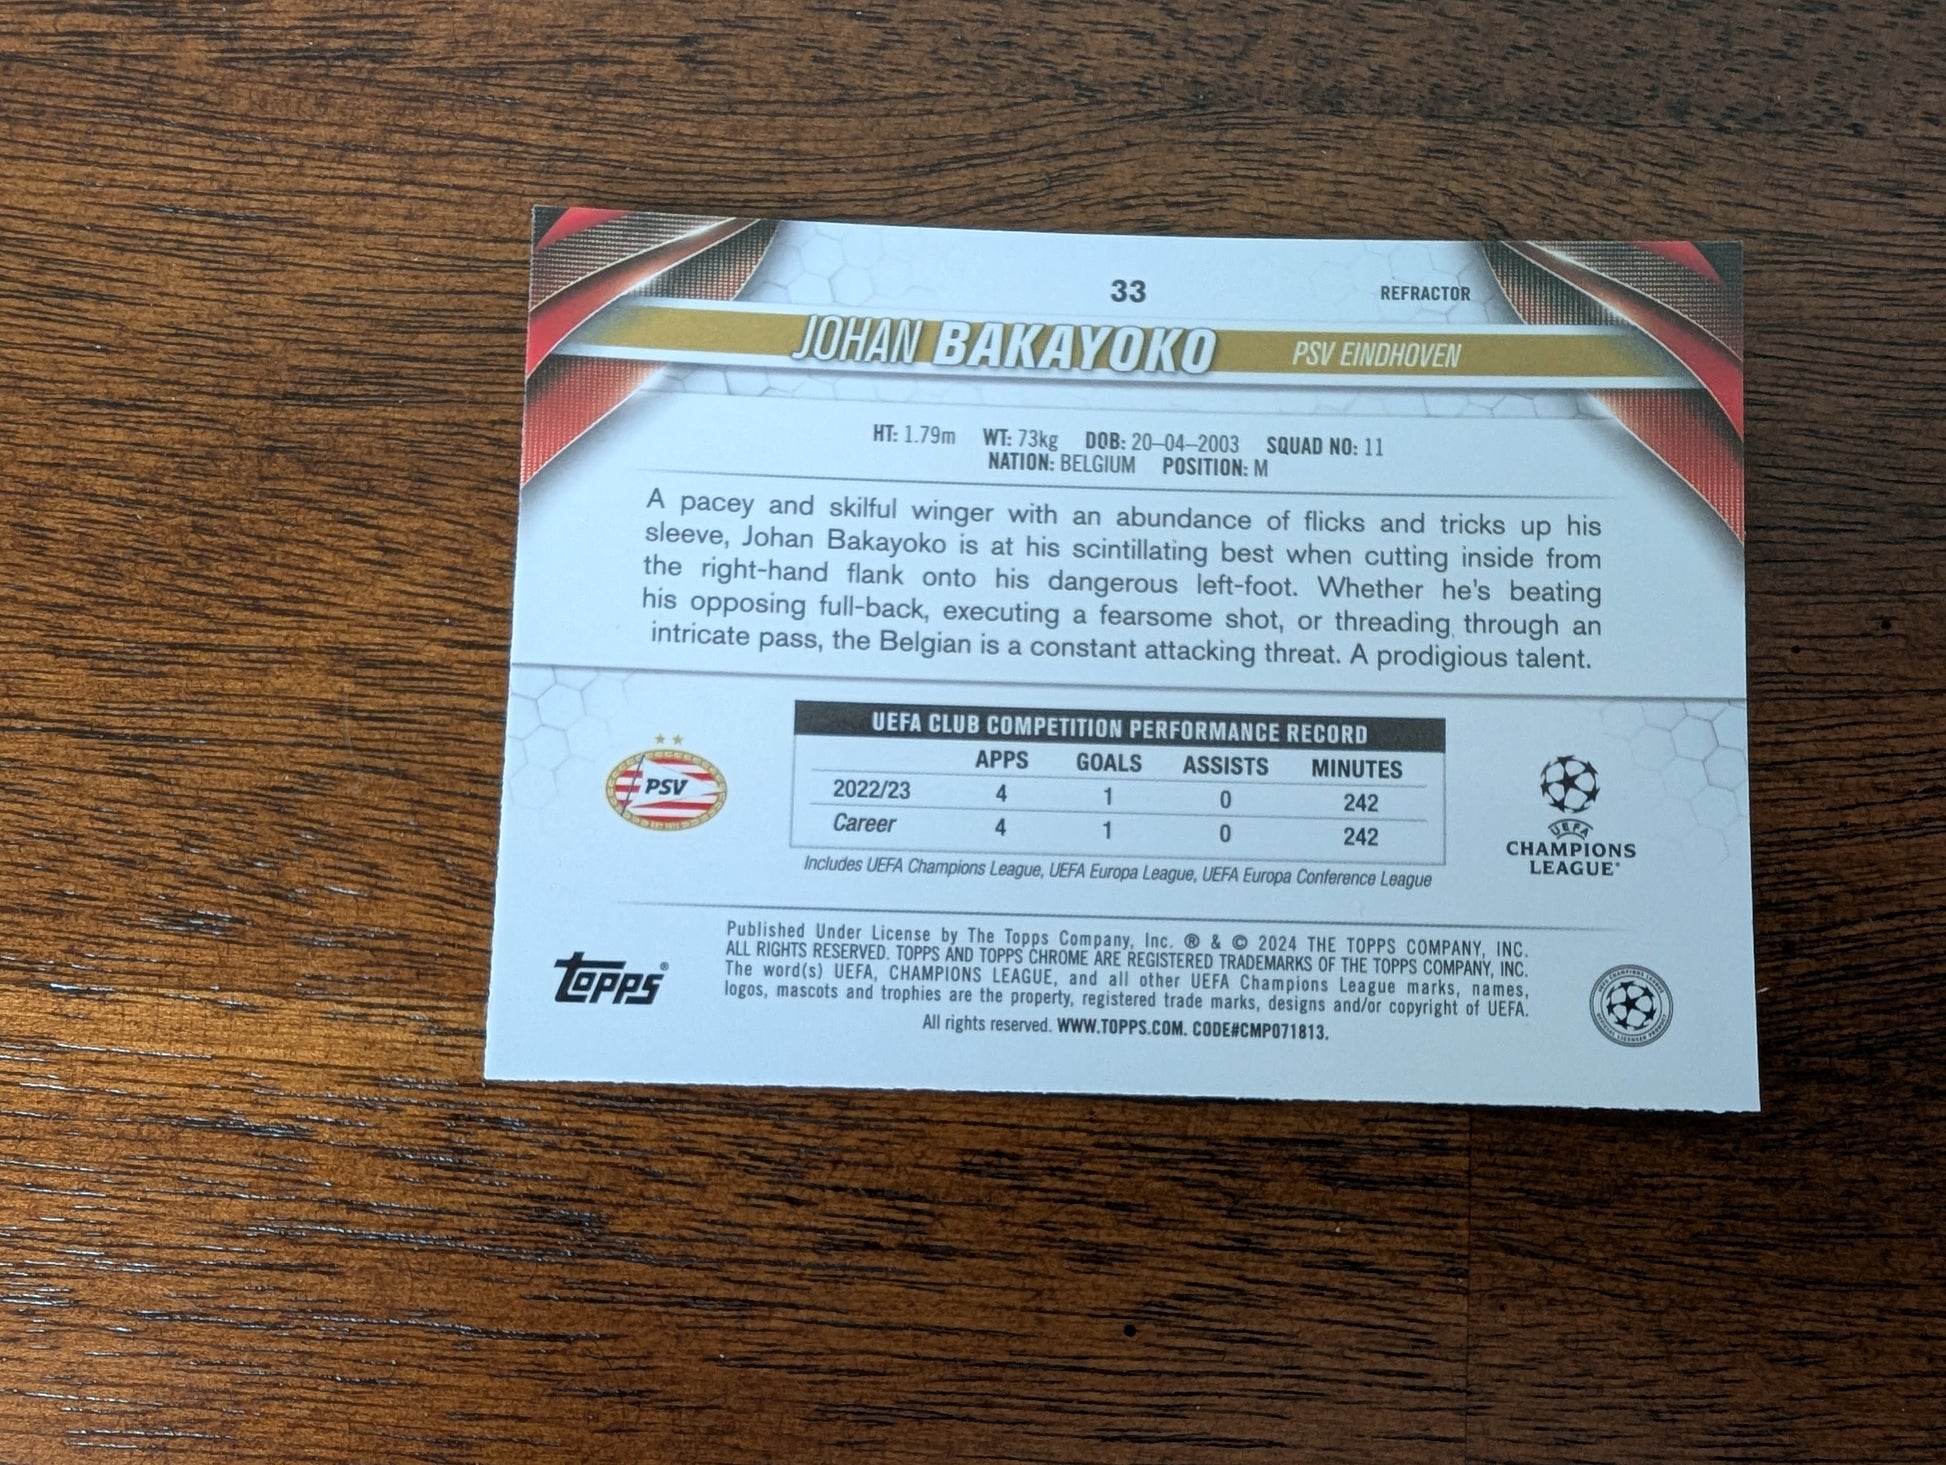 33
REFRACTOR
JOHAN BAKAYOKO PSV EINDHOVEN
HT: 1.79m WT: 73kg DOB: 20–04–2003 SQUAD NO: 11
NATION: BELGIUM POSITION: M
A pacey and skilful winger with an abundance of flicks and tricks up his
sleeve, Johan Bakayoko is at his scintillating best when cutting inside from
the right-hand flank onto his dangerous left-foot. Whether he's beating
his opposing full-back, executing a fearsome shot, or threading through an
intricate pass, the Belgian is a constant attacking threat. A prodigious talent.
PSV
UEFA CLUB COMPETITION PERFORMANCE RECORD
APPS GOALS ASSISTS MINUTES
2022/23 4 1 0 242
Career 4 1 0 242
Includes UEFA Champions League, UEFA Europa League, UEFA Europa Conference League
UEFA
CHAMPIONS
LEAGUE®
Topps®
Published Under License by The Topps Company, Inc. ® & © 2024 THE TOPPS COMPANY, INC.
ALL RIGHTS RESERVED. TOPPS AND TOPPS CHROME ARE REGISTERED TRADEMARKS OF THE TOPPS COMPANY, INC.
The word(s) UEFA, CHAMPIONS LEAGUE, and all other UEFA Champions League marks, names,
logos, mascots and trophies are the property, registered trade marks, designs and/or copyright of UEFA.
All rights reserved. WWW.TOPPS.COM. CODE#CMP071813.